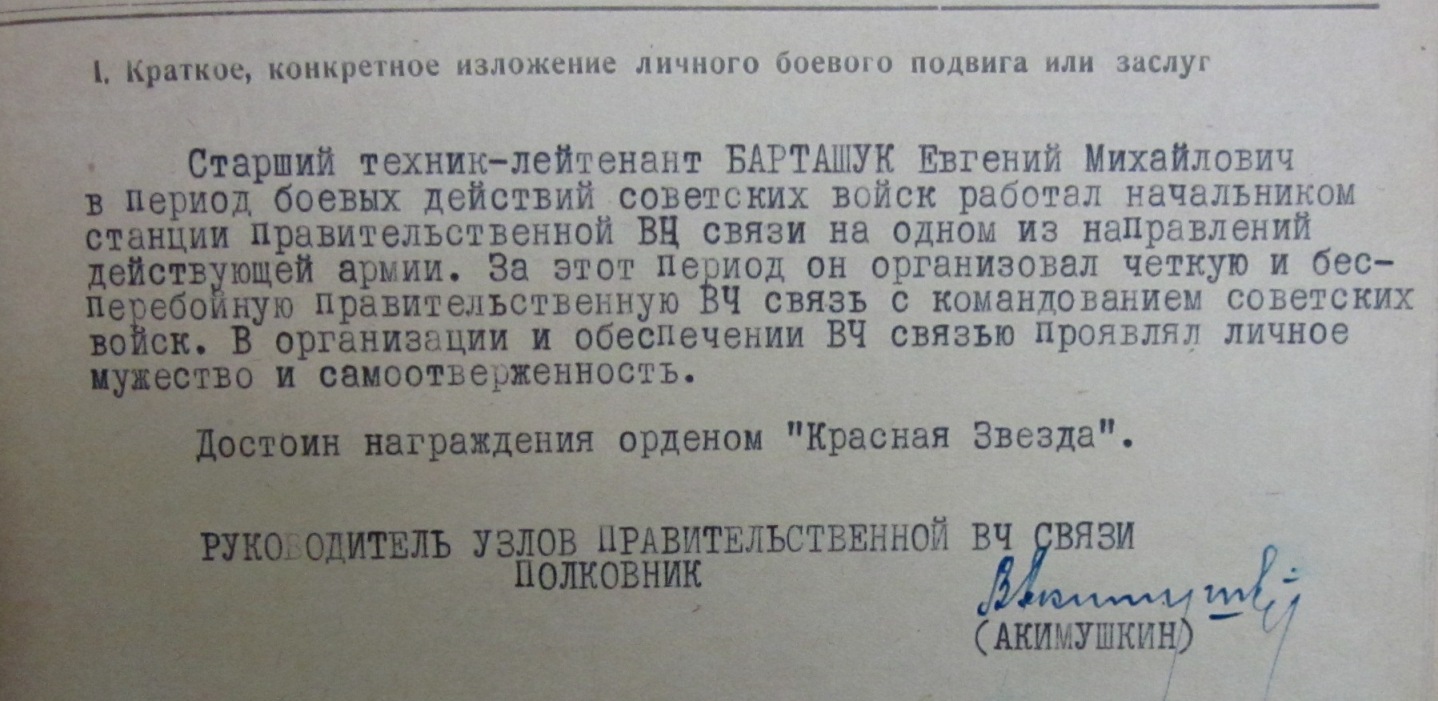 I. Краткое, конкретное изложение личного боевого подвига или заслуг
Старший техник-лейтенант БАРТАШУК Евгений Михайлович
в период боевых действий советских войск работал начальником
станции правительственной ВЧ связи на одном из направлений
действующей армии. За этот период он организовал четкую и бес-
перебойную правительственную ВЧ связь с командованием советских
войск. В организации и обеспечении ВЧ связью проявлял личное
мужество и самоотверженность.
Достоин награждения орденом "Красная Звезда".
РУКОВОДИТЕЛЬ УЗЛОВ ПРАВИТЕЛЬСТВЕННОЙ ВЧ СВЯЗИ
ПОЛКОВНИК
(АКИМУШКИН)